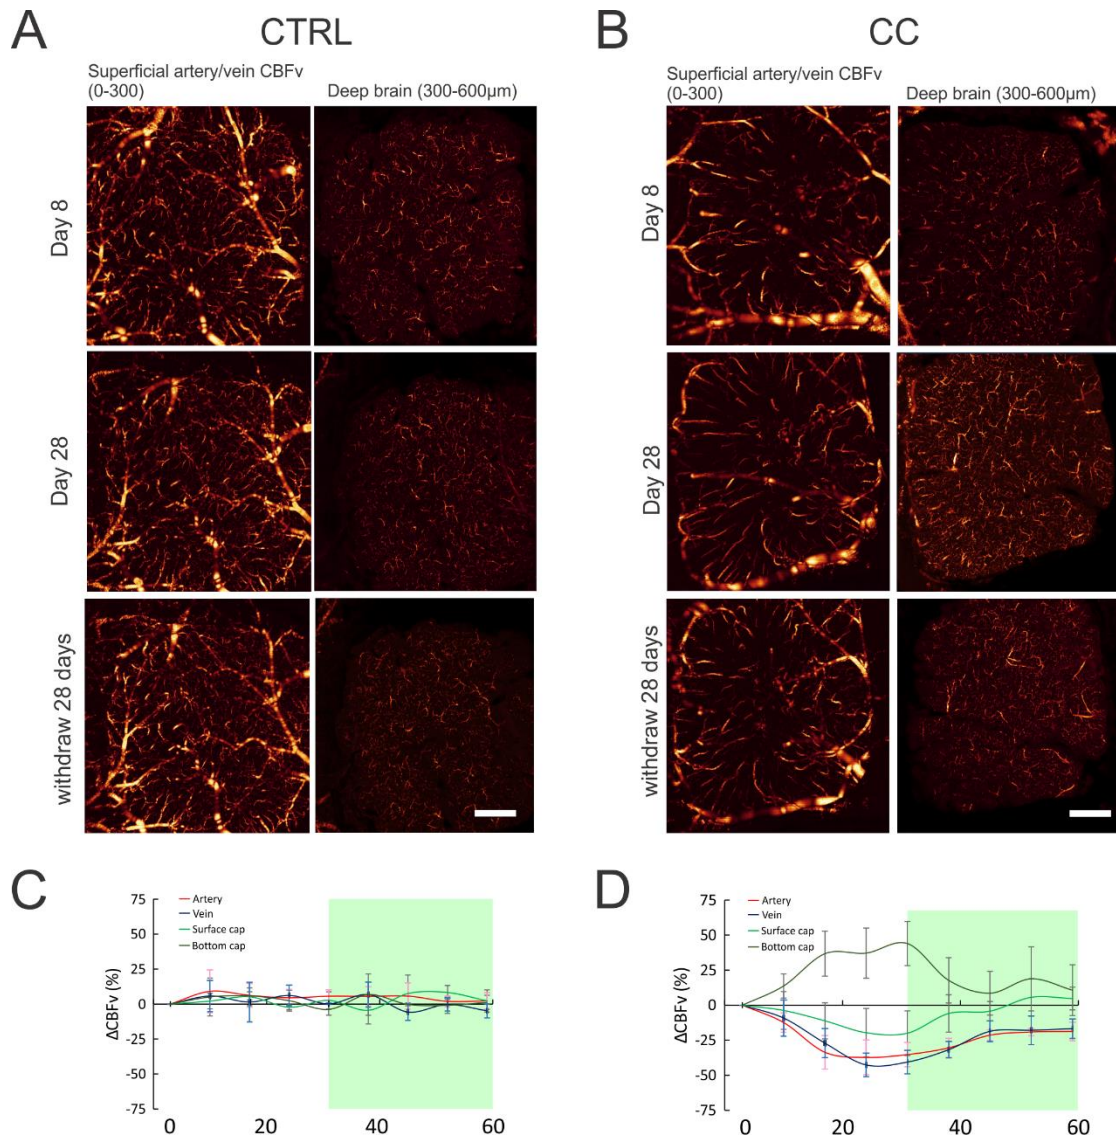 A
CTRL
B
CC
Superficial artery/vein CBFv
(0-300)
Deep brain (300-600µm)
Superficial artery/vein CBFv
(0-300)
Deep brain (300-600µm)
Day 8
Day 28
withdraw 28 days
Day 8
Day 28
withdraw 28 days
C
75
50
25
0
-25
-50
-75
ΔCBFv (%)
Artery
Vein
Surface cap
Bottom cap
0
20
40
60
D
75
50
25
0
-25
-50
-75
ΔCBFv (%)
Artery
Vein
Surface cap
Bottom cap
0
20
40
60